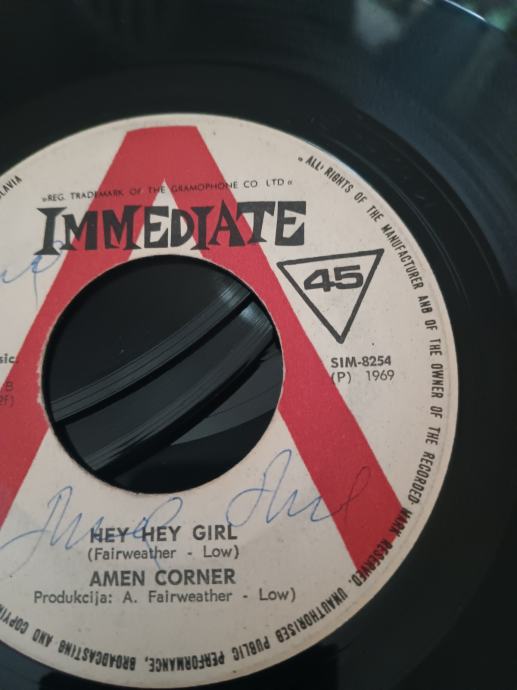 „REG. TRADEMARK OF THE GRAMOPHONE CO LTD“
IMMEDIATE
45
SIM-8254
(P) 1969
HEY HEY GIRL
(Fairweather - Low)
AMEN CORNER
Produkcija: A. Fairweather - Low)
„ALL RIGHTS OF THE MANUFACTURER AND OF THE OWNER OF THE RECORDED MARK RESERVED. UNAUTHORISED PUBLIC PERFORMANCE, BROADCASTING AND COPYING